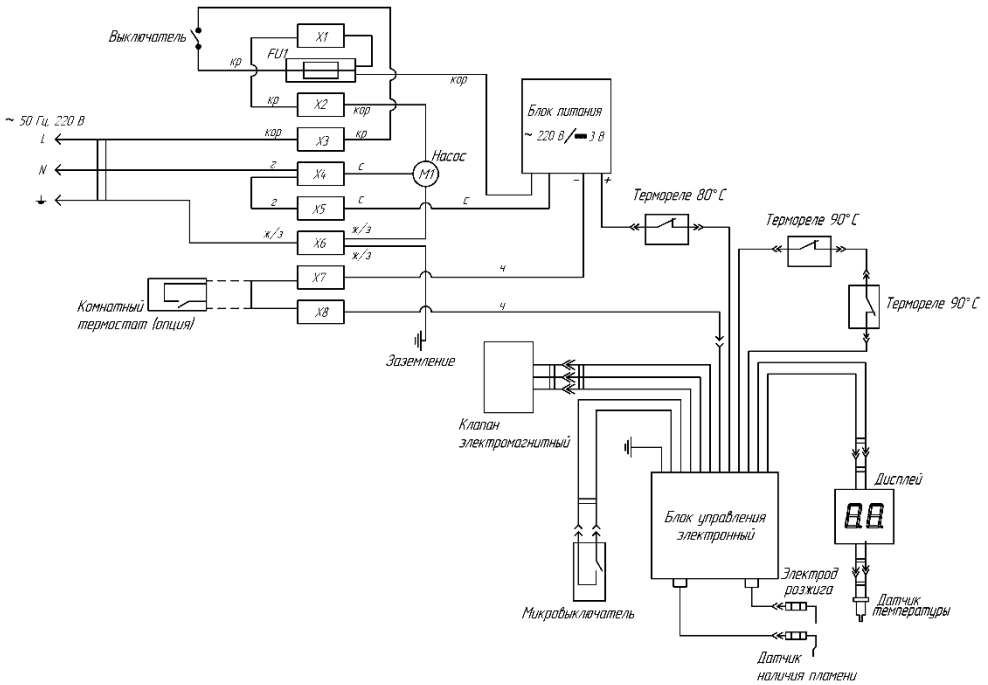 Выключатель
X1
FU1
кр
кор
кр
X2
кор
Блок питания
~ 220 В/ 3 В
~ 50 Гц, 220 В
L
кор
X3
кр
Насос
N
г
X4
с
М1
- +
г
X5
с
с
Термореле 80°С
Термореле 90°С
ж/з
X6
ж/з
ж/з
X7
ч
Комнатный
термостат (опция)
X8
ч
Термореле 90°С
Заземление
Клапан
электромагнитный
Дисплей
88
Блок управления
электронный
Микровыключатель
Электрод
розжига
Датчик
температуры
Датчик
наличия пламени